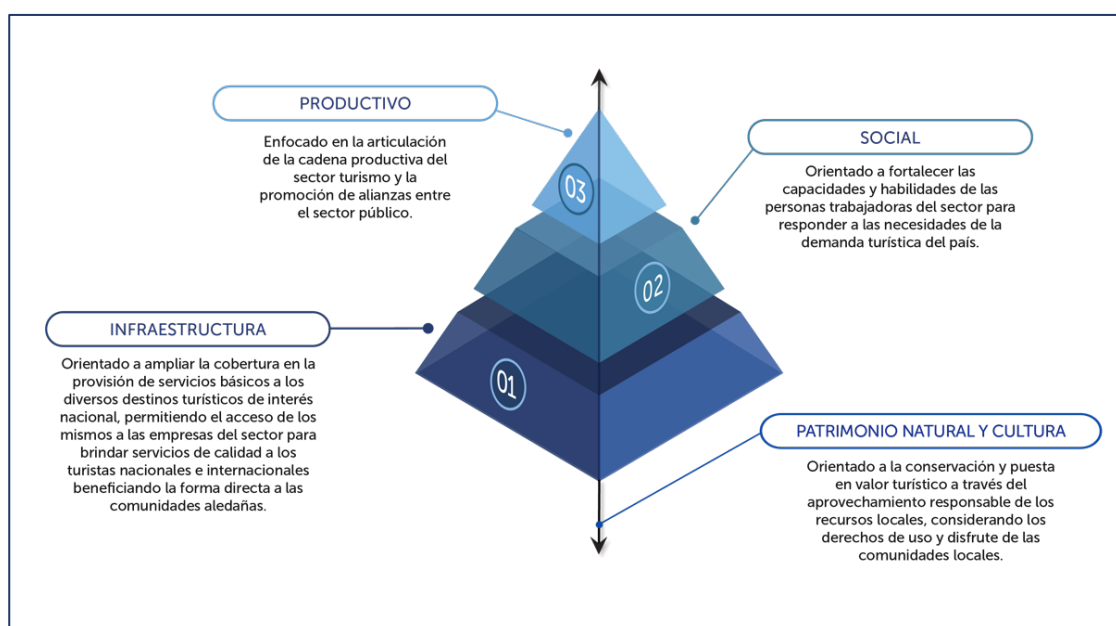 PRODUCTIVO
Enfocado en la articulación
de la cadena productiva del
sector turismo y la
promoción de alianzas entre
el sector público.
03
SOCIAL
Orientado a fortalecer las
capacidades y habilidades de las
personas trabajadoras del sector para
responder a las necesidades de la
demanda turística del país.
02
INFRAESTRUCTURA
Orientado a ampliar la cobertura en la
provisión de servicios básicos a los
diversos destinos turísticos de interés
nacional, permitiendo el acceso de los
mismos a las empresas del sector para
brindar servicios de calidad a los
turistas nacionales e internacionales
beneficiando la forma directa a las
comunidades aledañas.
01
PATRIMONIO NATURAL Y CULTURA
Orientado a la conservación y puesta
en valor turístico a través del
aprovechamiento responsable de los
recursos locales, considerando los
derechos de uso y disfrute de las
comunidades locales.